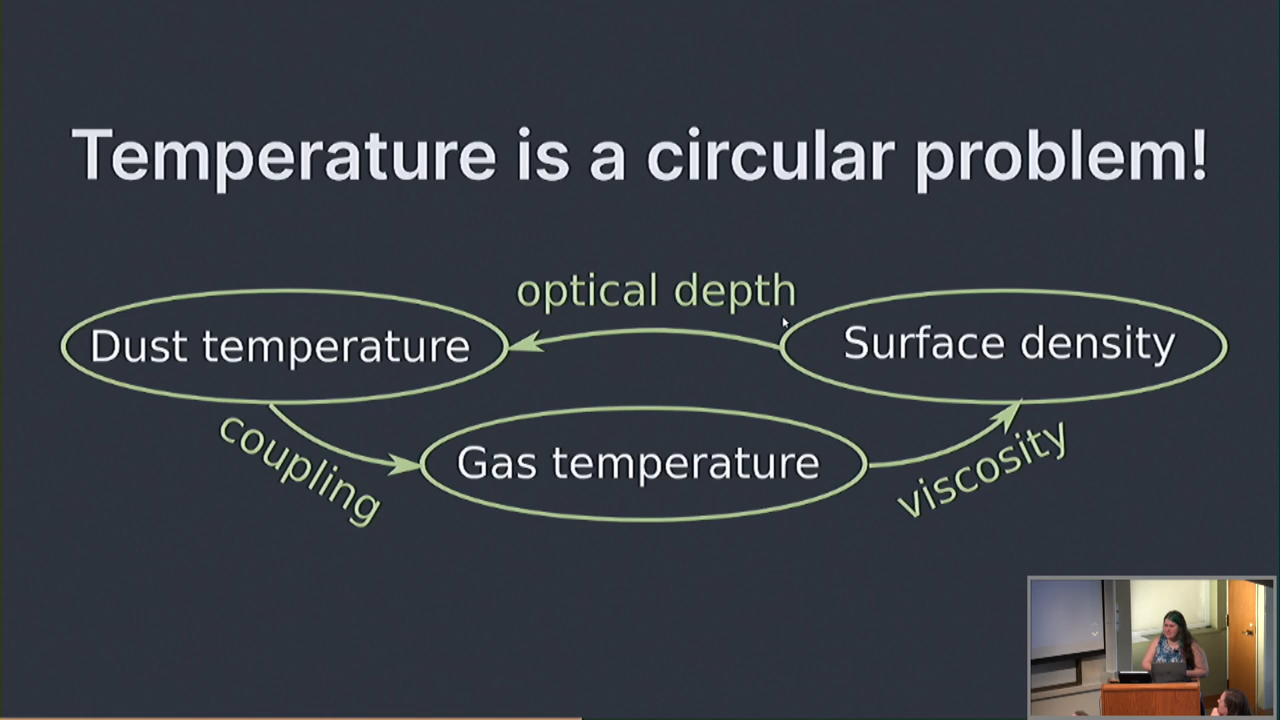 Temperature is a circular problem!
optical depth
Dust temperature
Surface density
coupling
Gas temperature
viscosity